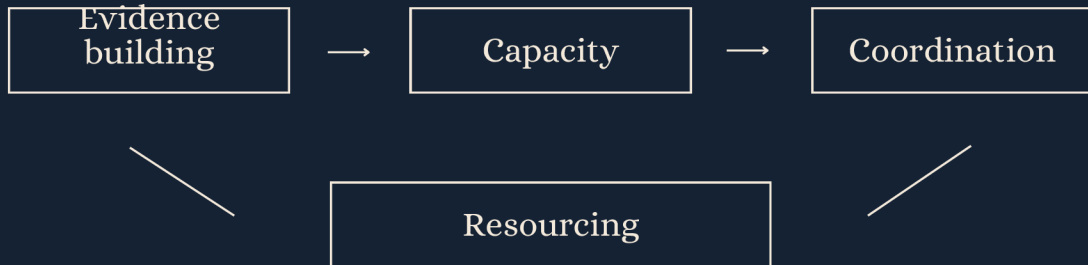 Evidence
building
Capacity
Coordination
Resourcing